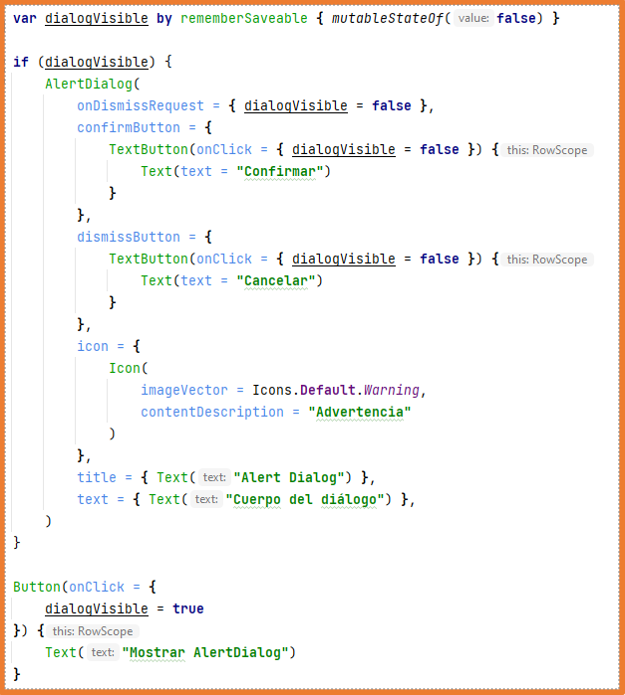 var dialogVisible by rememberSaveable { mutableStateOf( value: false) }
if (dialogVisible) {
AlertDialog(
onDismissRequest = { dialogVisible = false },
confirmButton = {
TextButton(onClick = { dialogVisible = false }) { this: RowScope
Text(text = "Confirmar")
}
},
dismissButton = {
TextButton(onClick = { dialogVisible = false }) { this: RowScope
Text(text = "Cancelar")
}
},
icon = {
Icon(
imageVector = Icons.Default.Warning,
contentDescription = "Advertencia"
)
},
title = { Text( text: "Alert Dialog") },
text = { Text( text: "Cuerpo del diálogo") },
)
}
Button(onClick = {
dialogVisible = true
}) { this: RowScope
Text( text: "Mostrar AlertDialog")
}